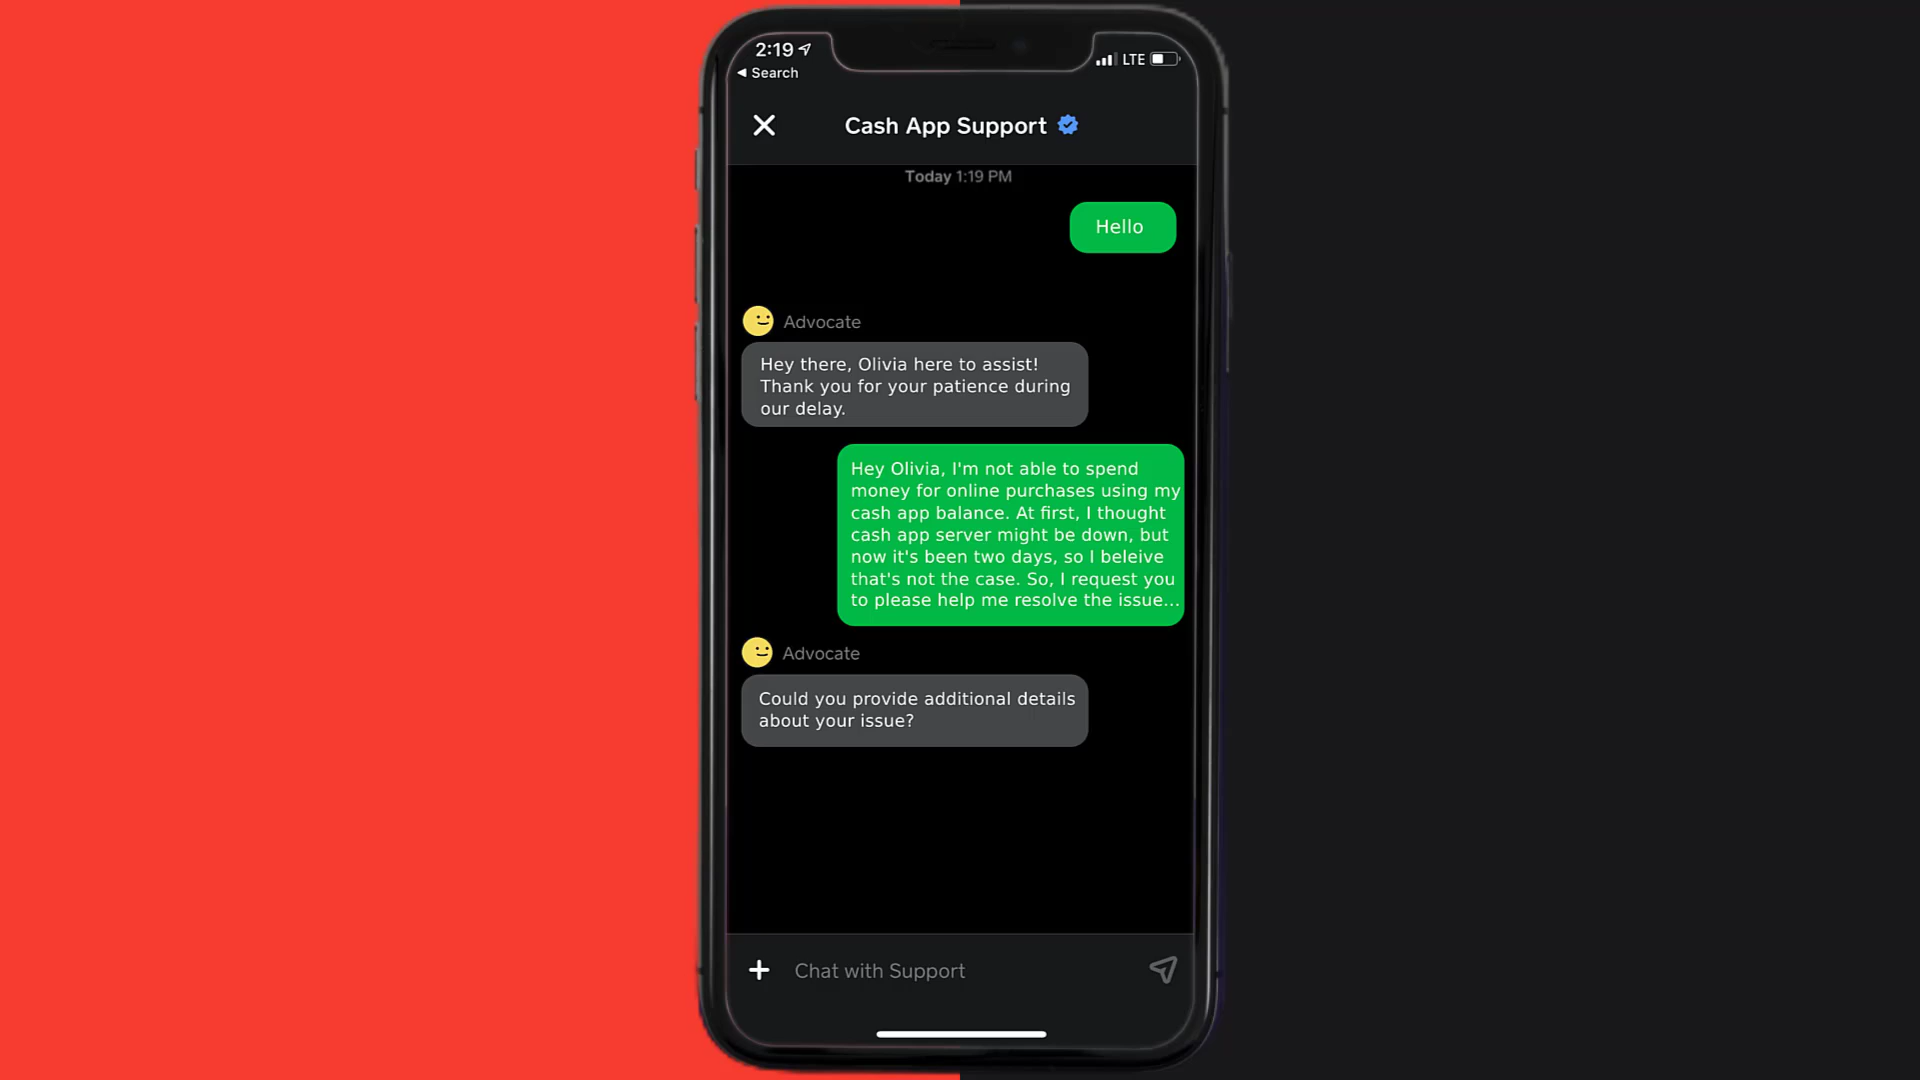 2:19
LTE
Search
Cash App Support
Today 1:19 PM
Hello
Advocate
Hey there, Olivia here to assist!
Thank you for your patience during
our delay.
Hey Olivia, I'm not able to spend
money for online purchases using my
cash app balance. At first, I thought
cash app server might be down, but
now it's been two days, so I beleive
that's not the case. So, I request you
to please help me resolve the issue...
Advocate
Could you provide additional details
about your issue?
Chat with Support